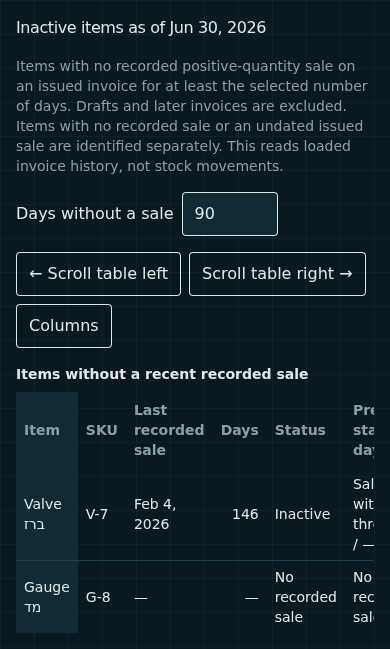 Inactive items as of Jun 30, 2026
Items with no recorded positive-quantity sale on
an issued invoice for at least the selected number
of days. Drafts and later invoices are excluded.
Items with no recorded sale or an undated issued
sale are identified separately. This reads loaded
invoice history, not stock movements.
Days without a sale 90
← Scroll table left Scroll table right →
Columns
Items without a recent recorded sale
Item SKU Last recorded sale Days Status
Valve ברז V-7 Feb 4, 2026 146 Inactive / —
Gauge מד G-8 — — No recorded sale No